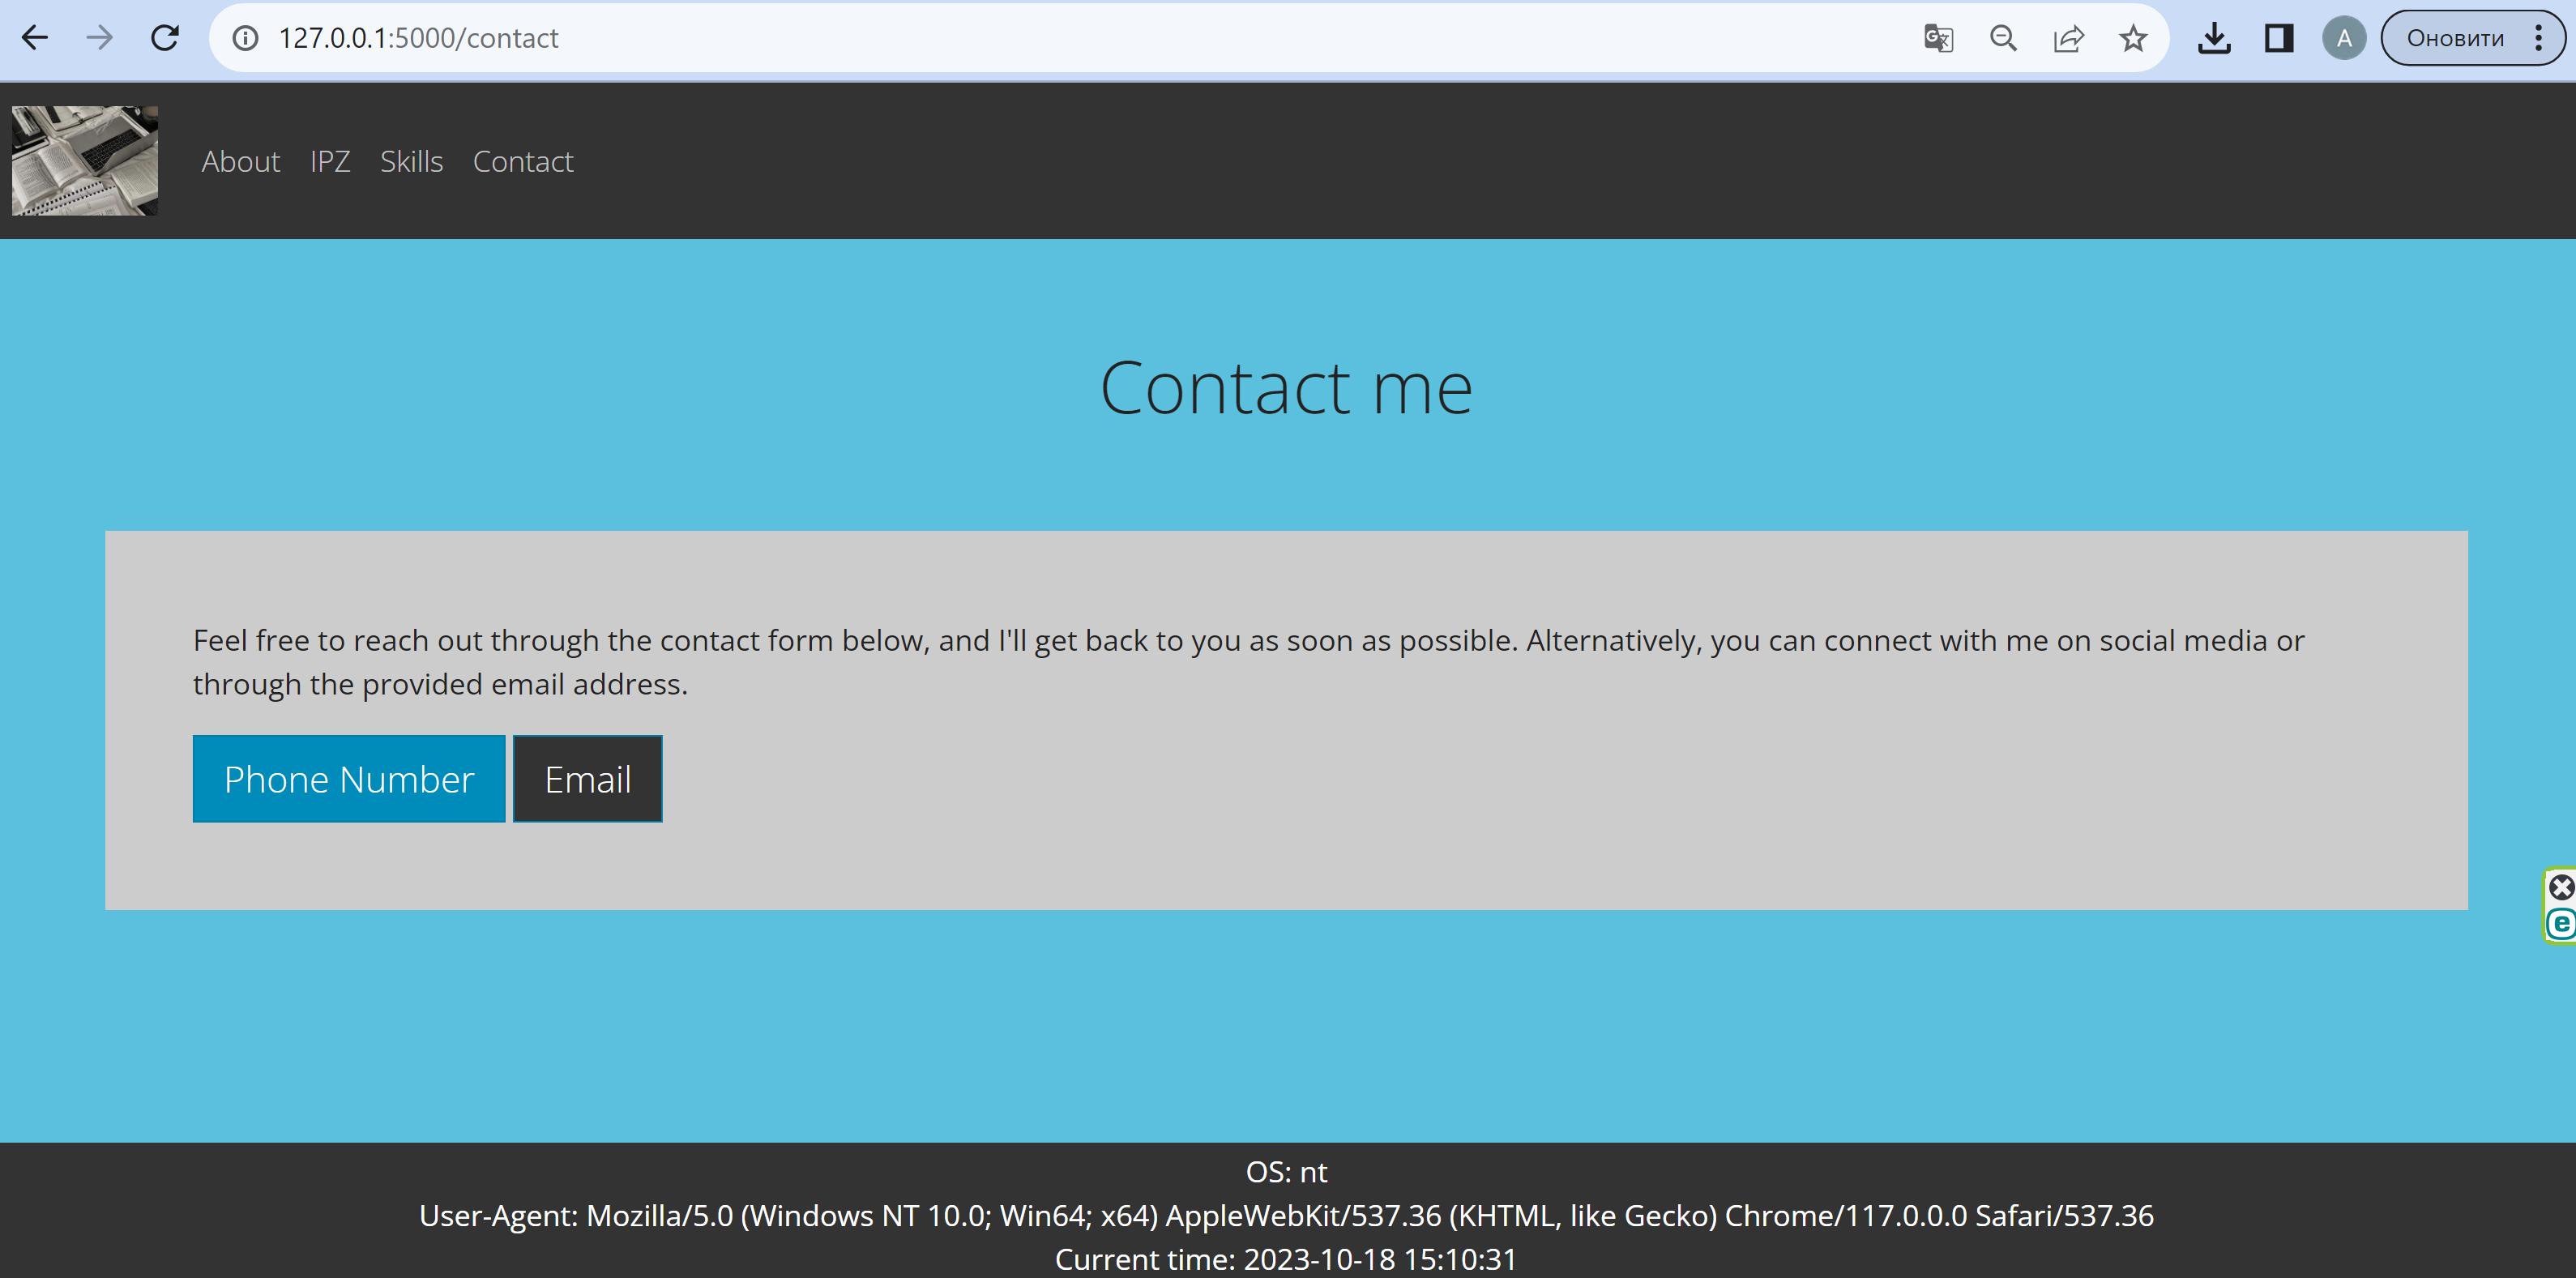 127.0.0.1:5000/contact
A
Оновити
About IPZ Skills Contact
Contact me
Feel free to reach out through the contact form below, and I'll get back to you as soon as possible. Alternatively, you can connect with me on social media or
through the provided email address.
Phone Number Email
e
OS: nt
User-Agent: Mozilla/5.0 (Windows NT 10.0; Win64; x64) AppleWebKit/537.36 (KHTML, like Gecko) Chrome/117.0.0.0 Safari/537.36
Current time: 2023-10-18 15:10:31